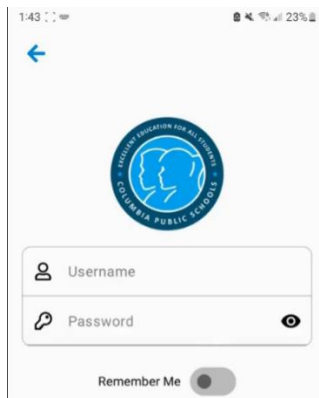 1:43
23%
EXCELLENT EDUCATION FOR ALL STUDENTS
COLUMBIA PUBLIC SCHOOLS
Username
Password
Remember Me